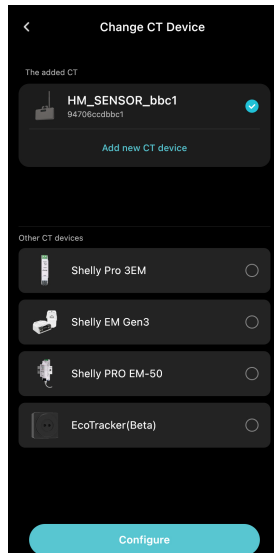 Change CT Device
The added CT
HM_SENSOR_bbc1
94706ccdbbc1
Add new CT device
Other CT devices
Shelly Pro 3EM
Shelly EM Gen3
Shelly PRO EM-50
EcoTracker(Beta)
Configure